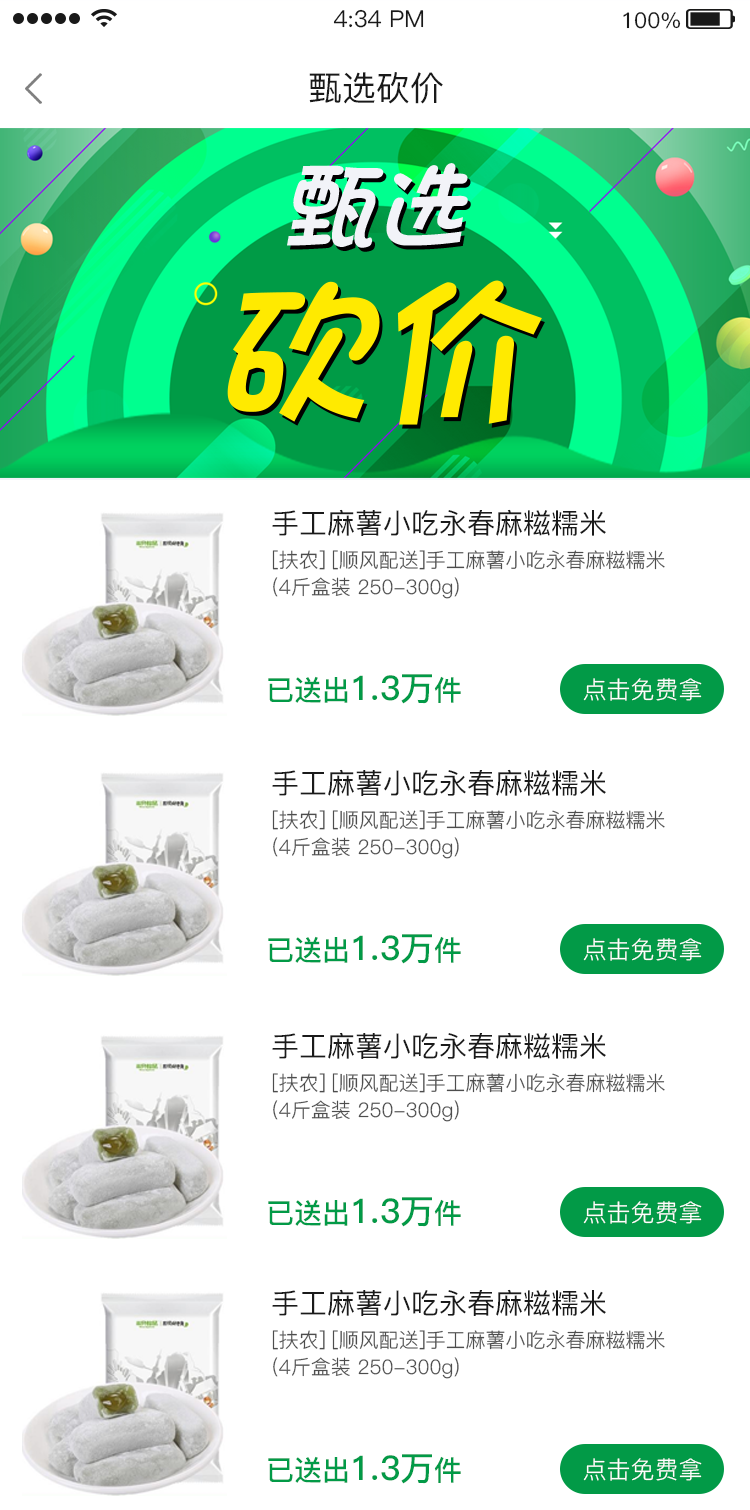 4:34 PM
100%
甄选砍价
甄选
砍价
手工麻薯小吃永春麻糍糯米
[扶农] [顺风配送]手工麻薯小吃永春麻糍糯米
(4斤盒装 250-300g)
已送出1.3万件
点击免费拿
手工麻薯小吃永春麻糍糯米
[扶农] [顺风配送]手工麻薯小吃永春麻糍糯米
(4斤盒装 250-300g)
已送出1.3万件
点击免费拿
手工麻薯小吃永春麻糍糯米
[扶农] [顺风配送]手工麻薯小吃永春麻糍糯米
(4斤盒装 250-300g)
已送出1.3万件
点击免费拿
手工麻薯小吃永春麻糍糯米
[扶农] [顺风配送]手工麻薯小吃永春麻糍糯米
(4斤盒装 250-300g)
已送出1.3万件
点击免费拿